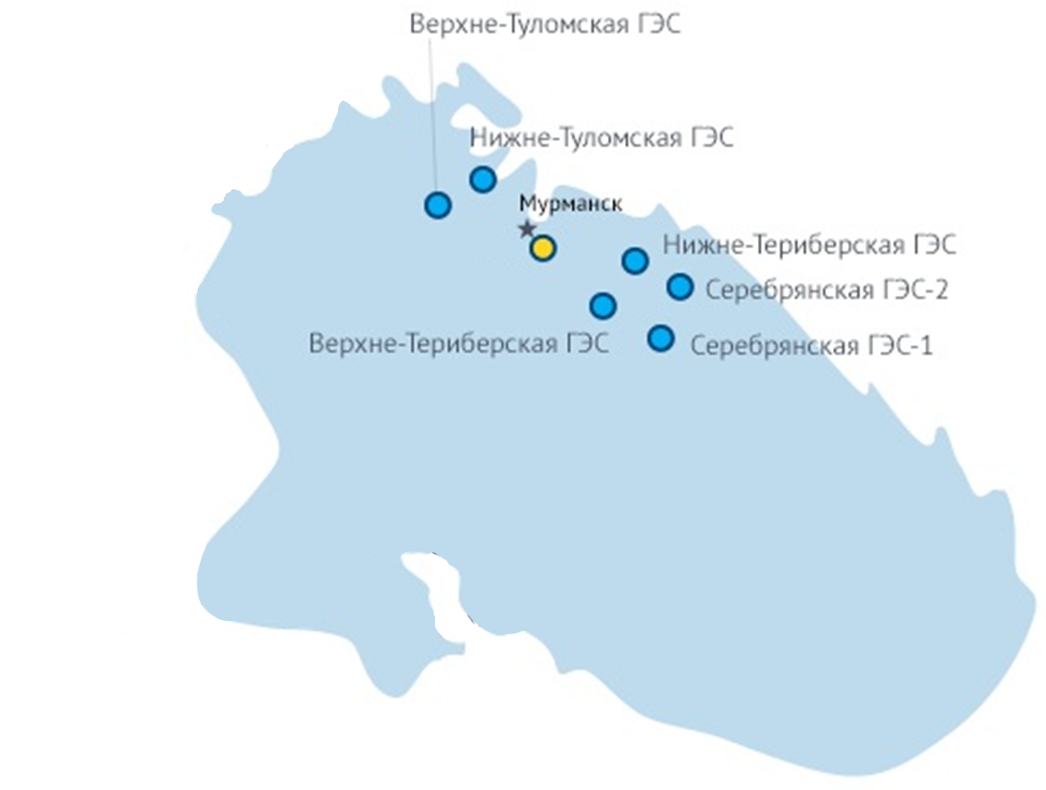 Верхне-Туломская ГЭС
Нижне-Туломская ГЭС
Мурманск
Нижне-Териберская ГЭС
Серебрянская ГЭС-2
Верхне-Териберская ГЭС
Серебрянская ГЭС-1